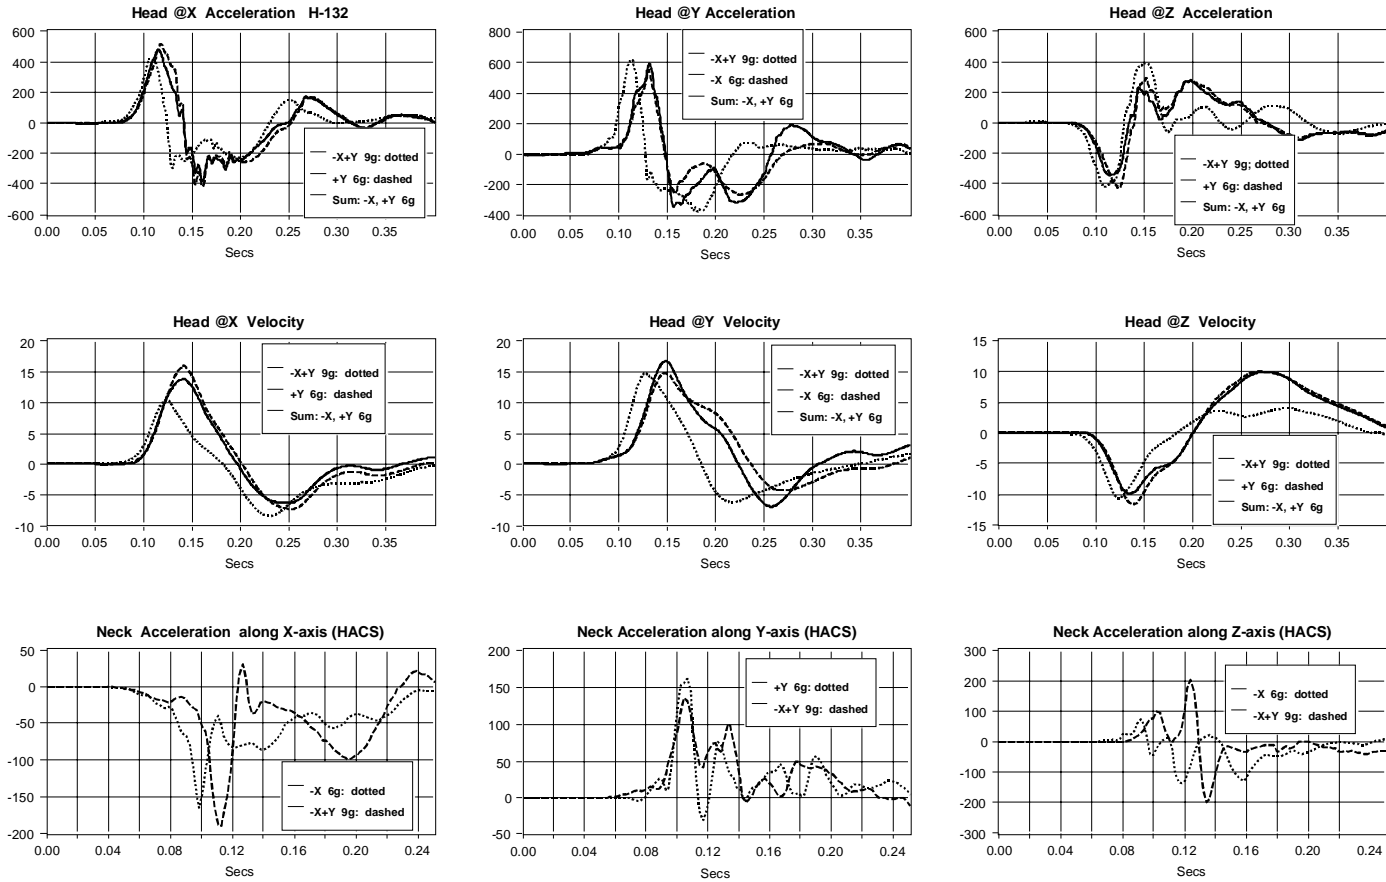 Head @X Acceleration H-132
600
400
200
0
-200
-400
-600
0.00 0.05 0.10 0.15 0.20 0.25 0.30 0.35
Secs
-X+Y 9g: dotted
+Y 6g: dashed
Sum: -X, +Y 6g
Head @Y Acceleration
800
600
400
200
0
-200
-400
0.00 0.05 0.10 0.15 0.20 0.25 0.30 0.35
Secs
-X+Y 9g: dotted
-X 6g: dashed
Sum: -X, +Y 6g
Head @Z Acceleration
600
400
200
0
-200
-400
-600
0.00 0.05 0.10 0.15 0.20 0.25 0.30 0.35
Secs
-X+Y 9g; dotted
+Y 6g: dashed
Sum: -X, +Y 6g
Head @X Velocity
20
15
10
5
0
-5
-10
0.00 0.05 0.10 0.15 0.20 0.25 0.30 0.35
Secs
-X+Y 9g: dotted
+Y 6g: dashed
Sum: -X, +Y 6g
Head @Y Velocity
20
15
10
5
0
-5
-10
0.00 0.05 0.10 0.15 0.20 0.25 0.30 0.35
Secs
-X+Y 9g: dotted
-X 6g: dashed
Sum: -X, +Y 6g
Head @Z Velocity
15
10
5
0
-5
-10
-15
0.00 0.05 0.10 0.15 0.20 0.25 0.30 0.35
Secs
-X+Y 9g: dotted
+Y 6g: dashed
Sum: -X, +Y 6g
Neck Acceleration along X-axis (HACS)
50
0
-50
-100
-150
-200
0.00 0.04 0.08 0.12 0.16 0.20 0.24
Secs
-X 6g: dotted
-X+Y 9g: dashed
Neck Acceleration along Y-axis (HACS)
200
150
100
50
0
-50
0.00 0.04 0.08 0.12 0.16 0.20 0.24
Secs
+Y 6g: dotted
-X+Y 9g: dashed
Neck Acceleration along Z-axis (HACS)
300
200
100
0
-100
-200
-300
0.00 0.04 0.08 0.12 0.16 0.20 0.24
Secs
-X 6g: dotted
-X+Y 9g: dashed